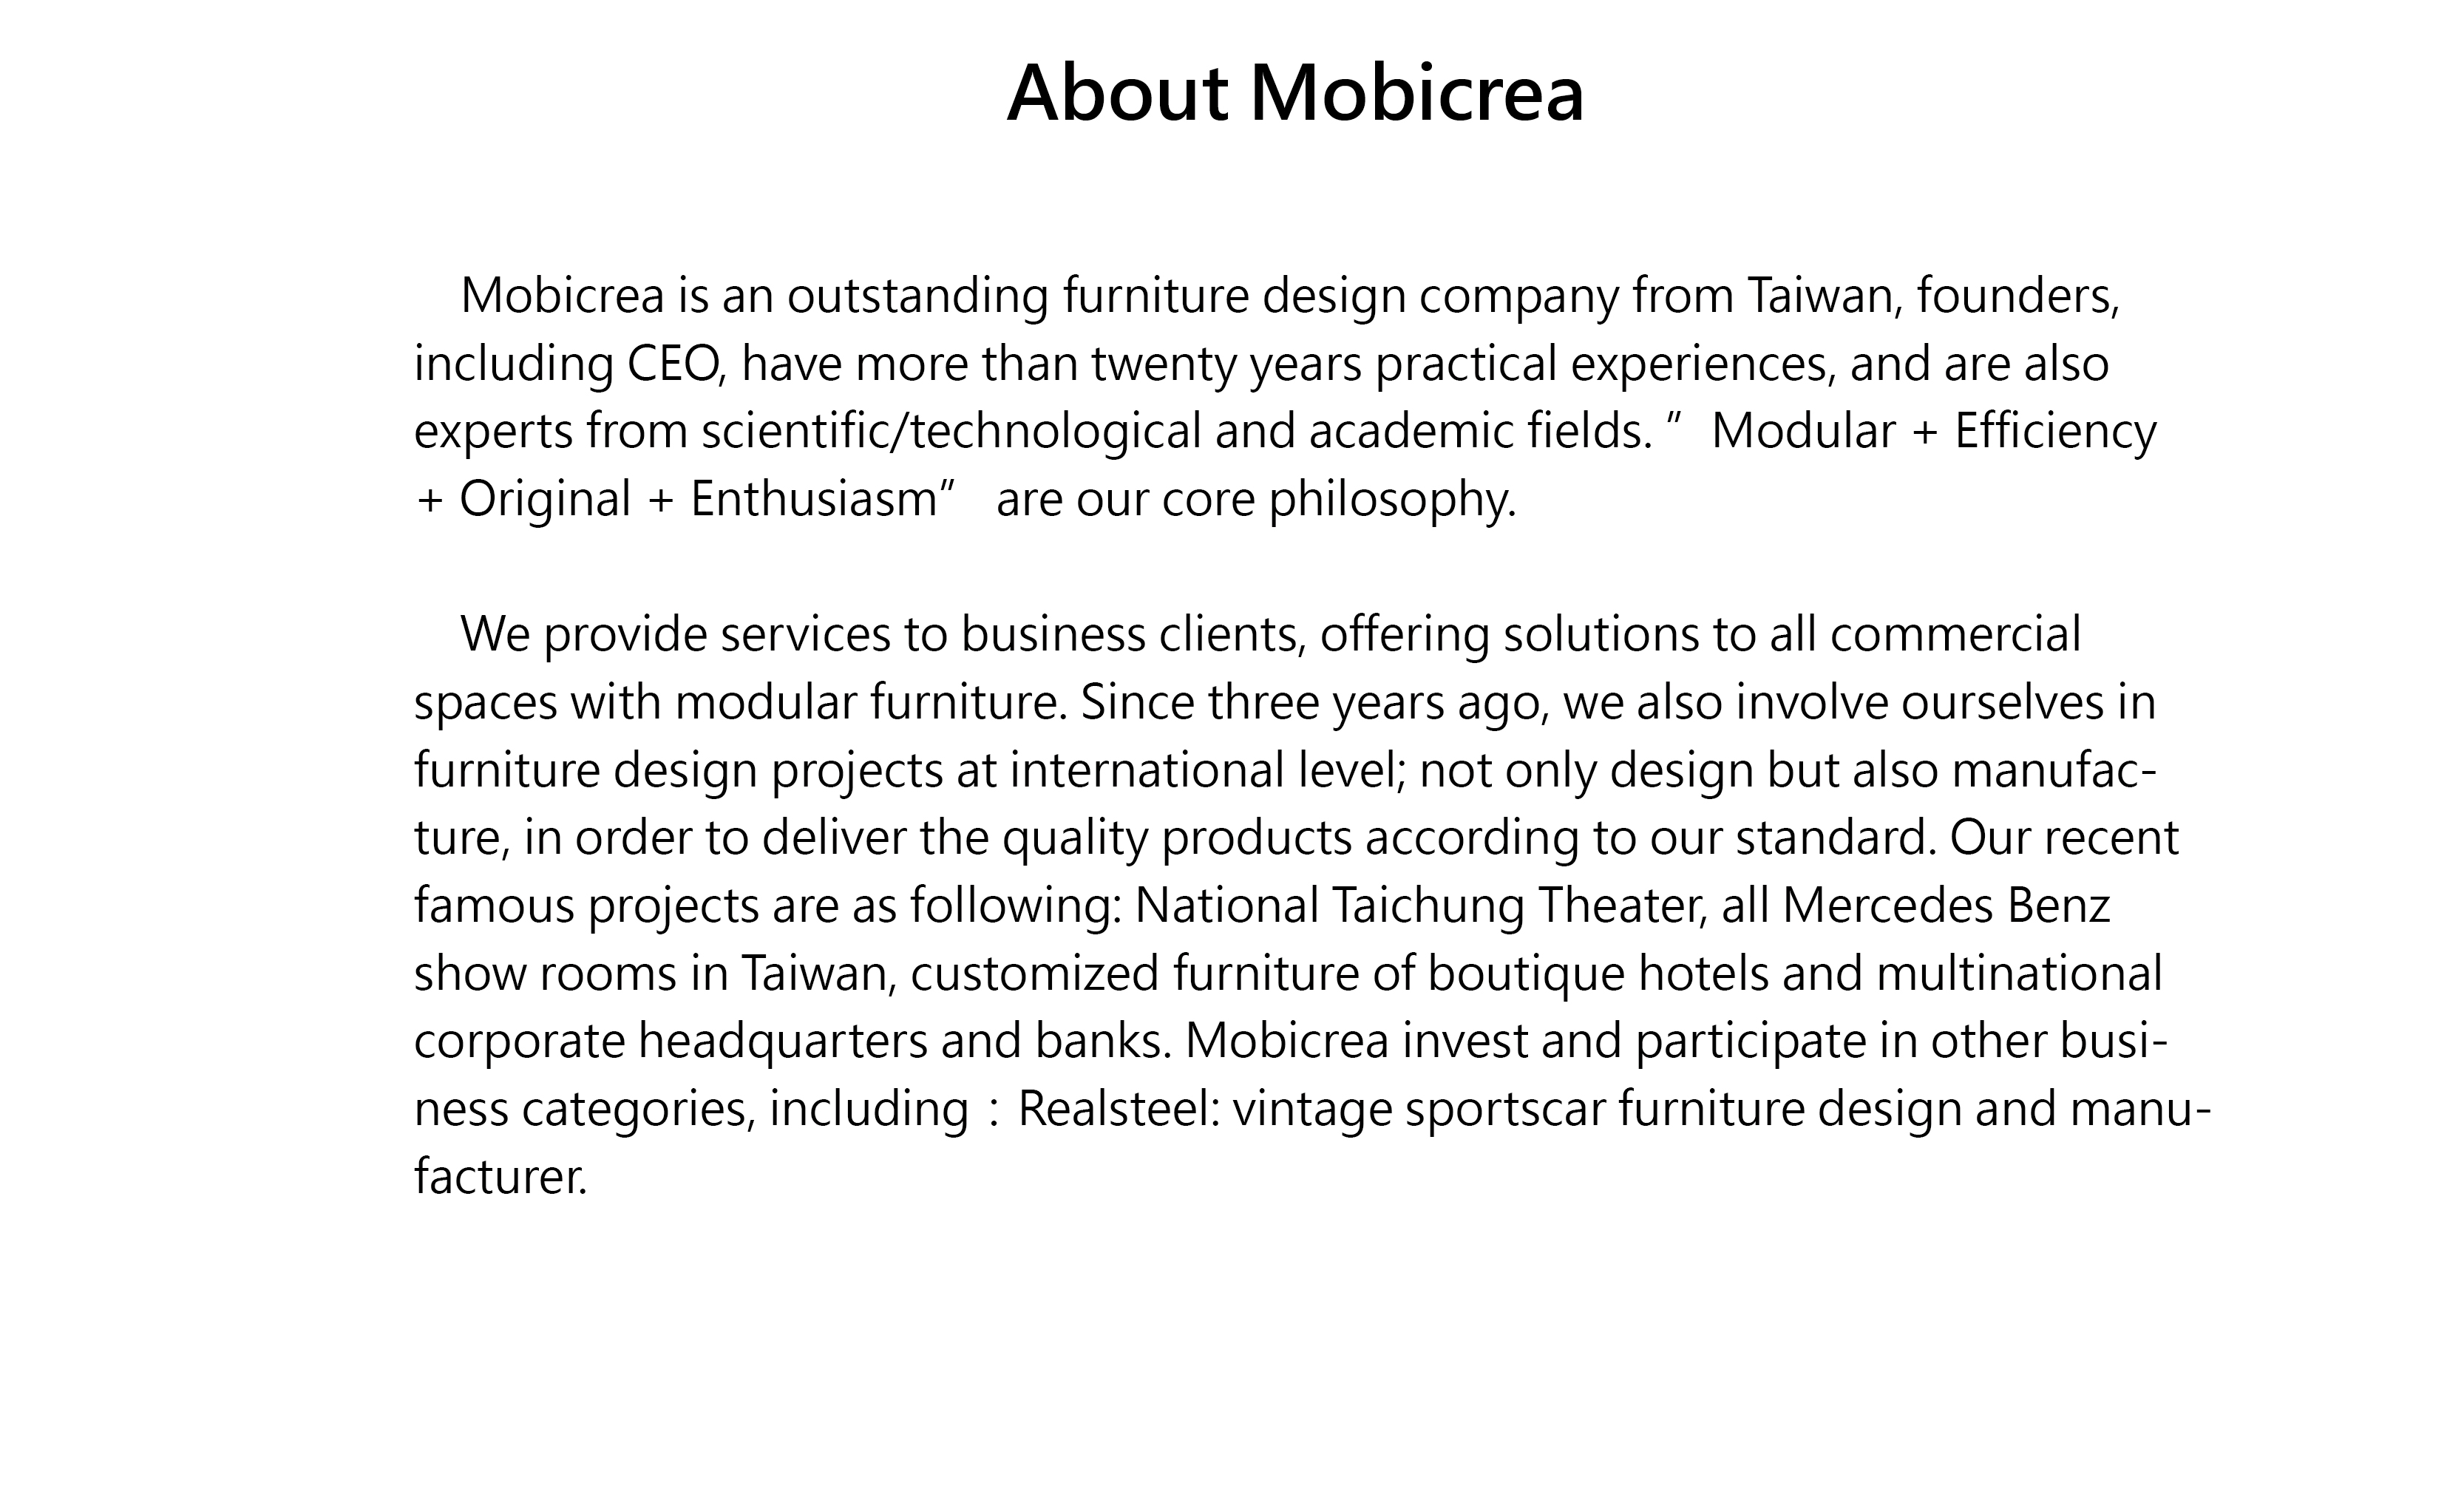 About Mobicrea
Mobicrea is an outstanding furniture design company from Taiwan, founders,
including CEO, have more than twenty years practical experiences, and are also
experts from scientific/technological and academic fields. ” Modular + Efficiency
+ Original + Enthusiasm” are our core philosophy.
We provide services to business clients, offering solutions to all commercial
spaces with modular furniture. Since three years ago, we also involve ourselves in
furniture design projects at international level; not only design but also manufac-
ture, in order to deliver the quality products according to our standard. Our recent
famous projects are as following: National Taichung Theater, all Mercedes Benz
show rooms in Taiwan, customized furniture of boutique hotels and multinational
corporate headquarters and banks. Mobicrea invest and participate in other busi-
ness categories, including：Realsteel: vintage sportscar furniture design and manu-
facturer.